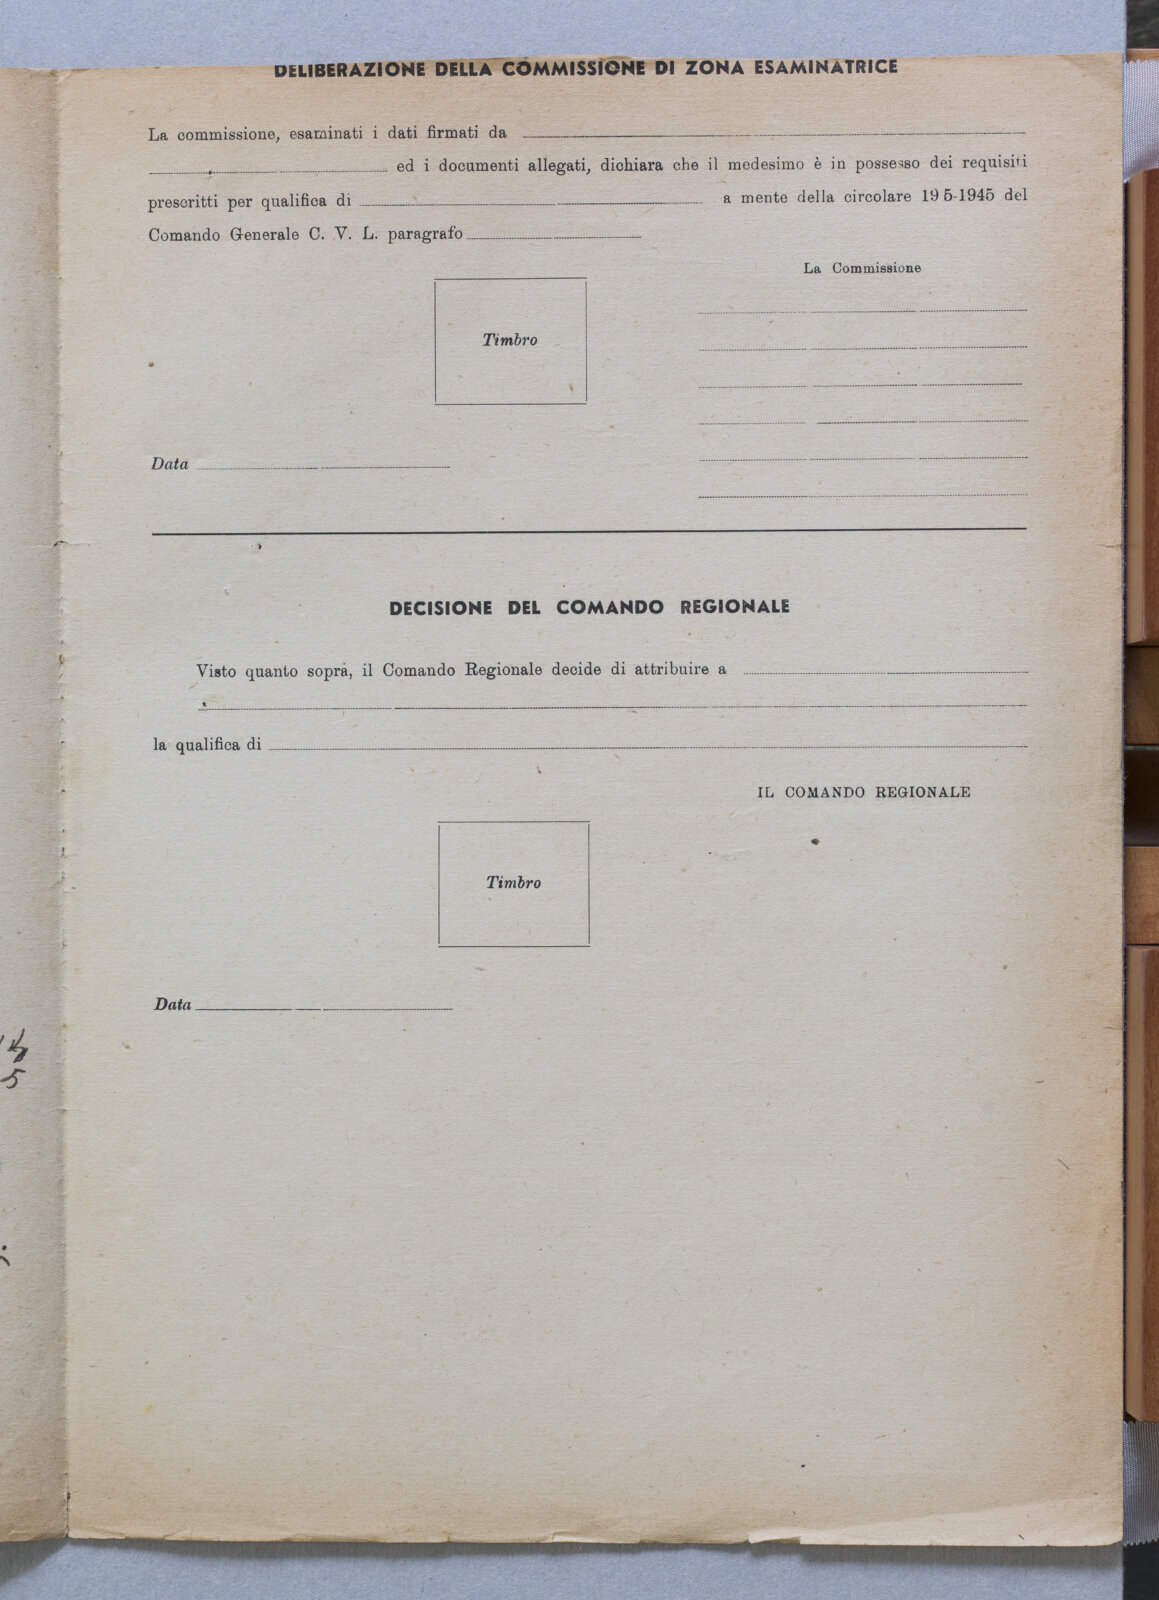 DELIBERAZIONE DELLA COMMISSIONE DI ZONA ESAMINATRICE
La commissione, esaminati i dati firmati da
ed i documenti allegati, dichiara che il medesimo è in possesso dei requisiti
prescritti per qualifica di a mente della circolare 19 5-1945 del
Comando Generale C. V. L. paragrafo
La Commissione
Timbro
Data
DECISIONE DEL COMANDO REGIONALE
Visto quanto sopra, il Comando Regionale decide di attribuire a
la qualifica di
IL COMANDO REGIONALE
Timbro
Data
5